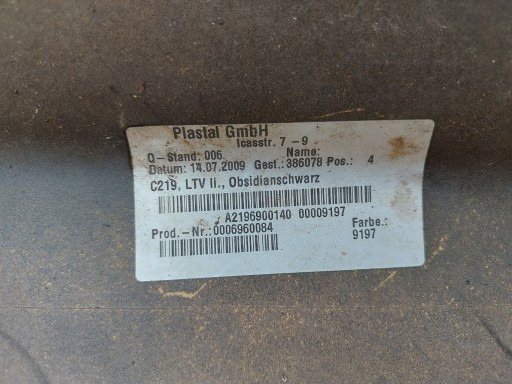 Plastal GmbH
Icasstr. 7 -9
Q-Stand: 006 Name:
Datum: 14.07.2009 Gest.: 386078 Pos.: 4
C219, LTV li., Obsidianschwarz
A2196900140 00009197
Prod.-Nr.:0006960084 Farbe.:
9197